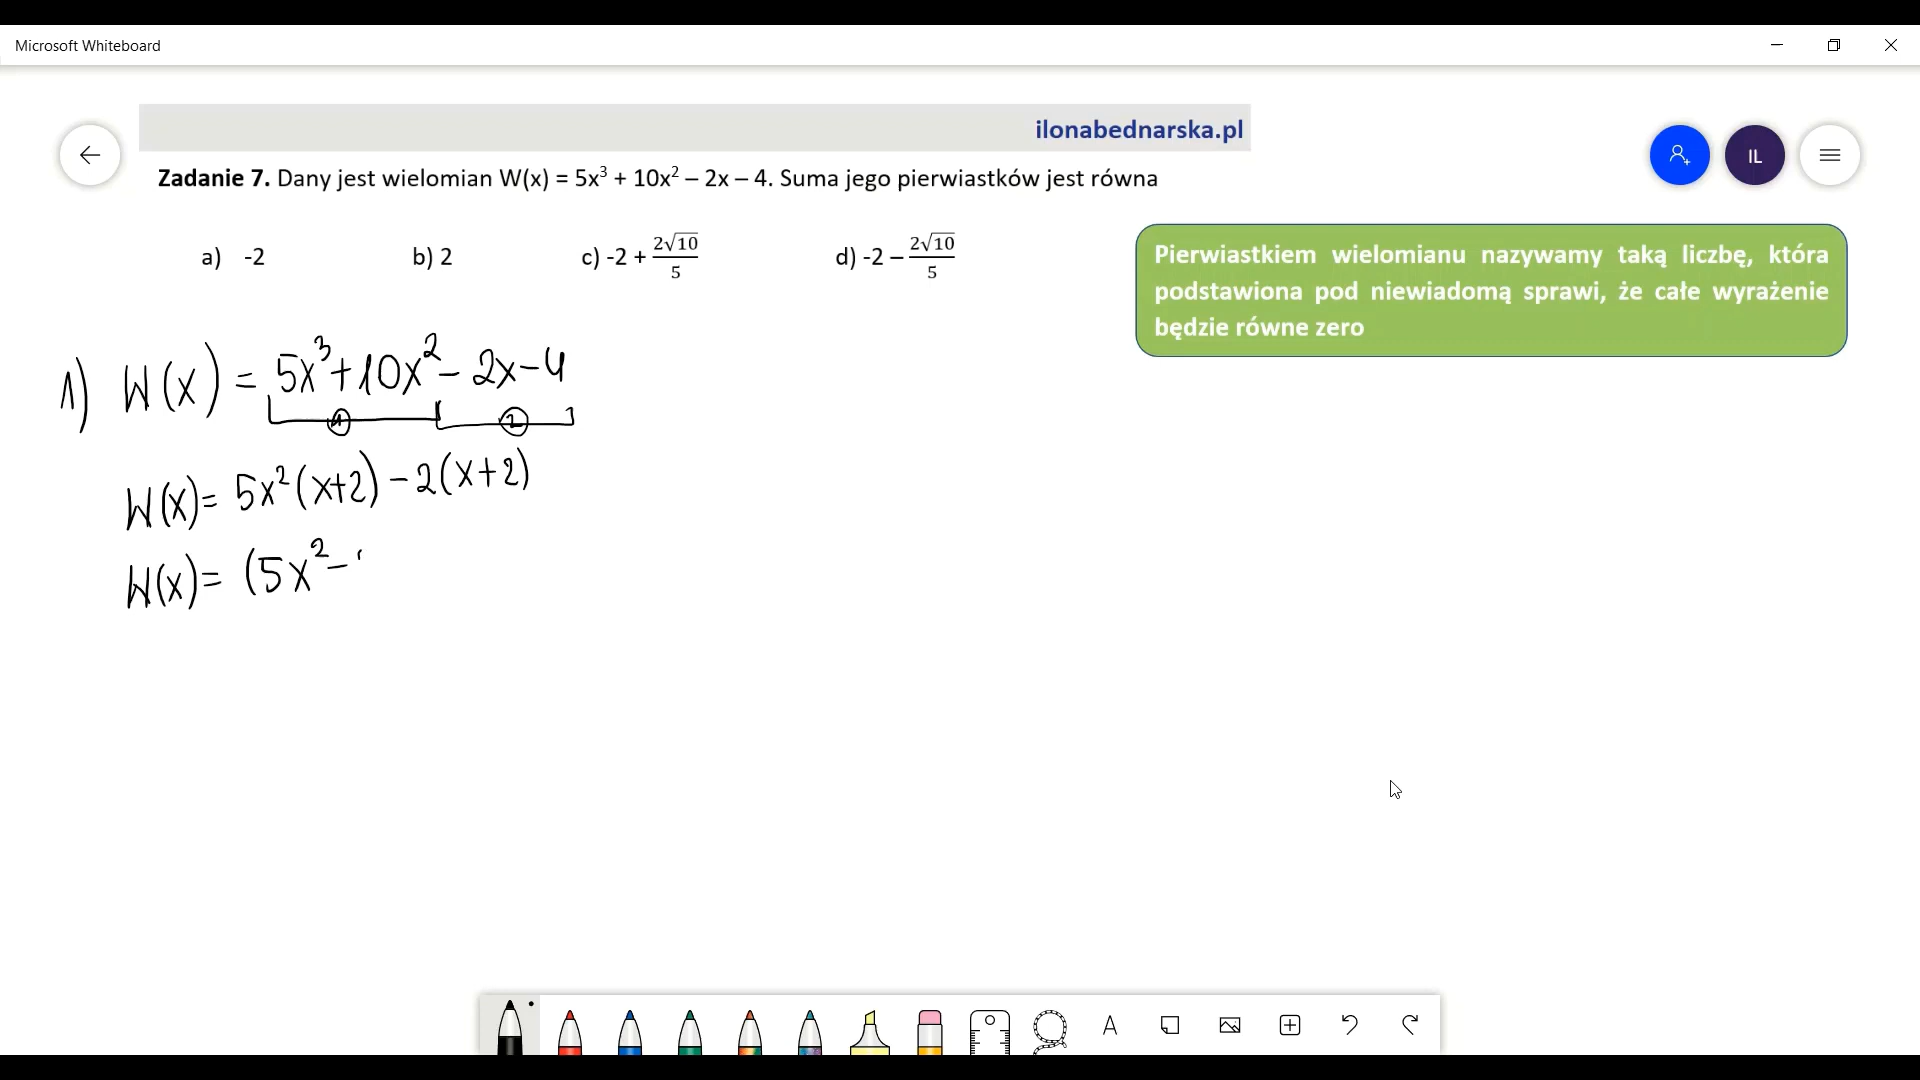 Microsoft Whiteboard
ilonabednarska.pl
IL
Zadanie 7. Dany jest wielomian W(x) = 5x³ + 10x² – 2x – 4. Suma jego pierwiastków jest równa
a) -2 b) 2 c) -2 + 2√10/5 d) -2 – 2√10/5
Pierwiastkiem wielomianu nazywamy taką liczbę, która
podstawiona pod niewiadomą sprawi, że całe wyrażenie
będzie równe zero
1) W(x) = 5x³+10x²-2x-4
1 2
W(x)= 5x²(x+2)-2(x+2)
W(x)= (5x²-
A